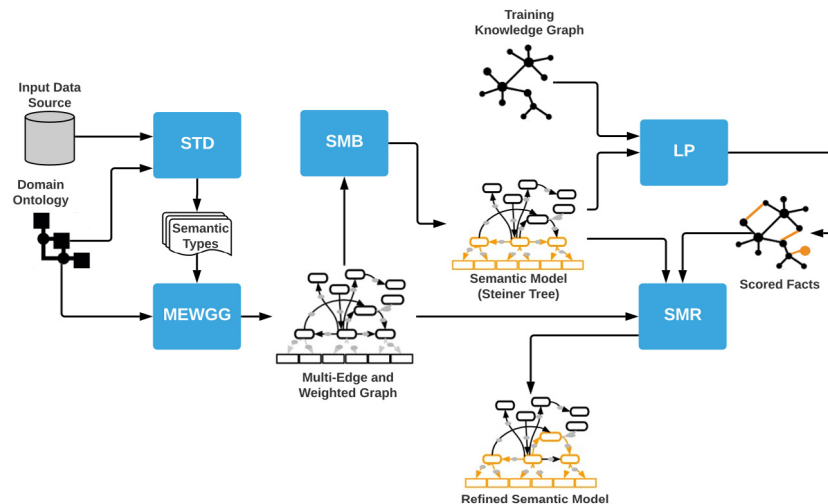 Training
Knowledge Graph
Input Data
Source
STD
SMB
LP
Domain
Ontology
Semantic
Types
Semantic Model
(Steiner Tree)
Scored Facts
MEWGG
SMR
Multi-Edge and
Weighted Graph
Refined Semantic Model